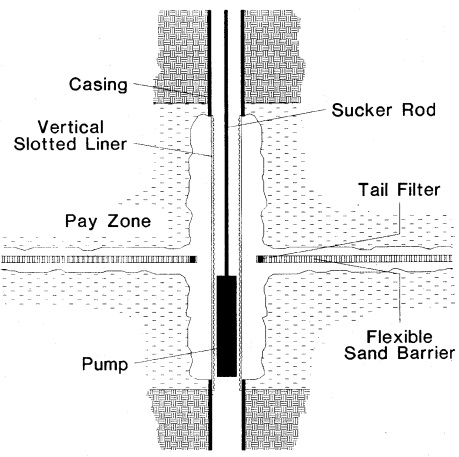 Casing
Sucker Rod
Vertical
Slotted Liner
Tail Filter
Pay Zone
Flexible
Sand Barrier
Pump